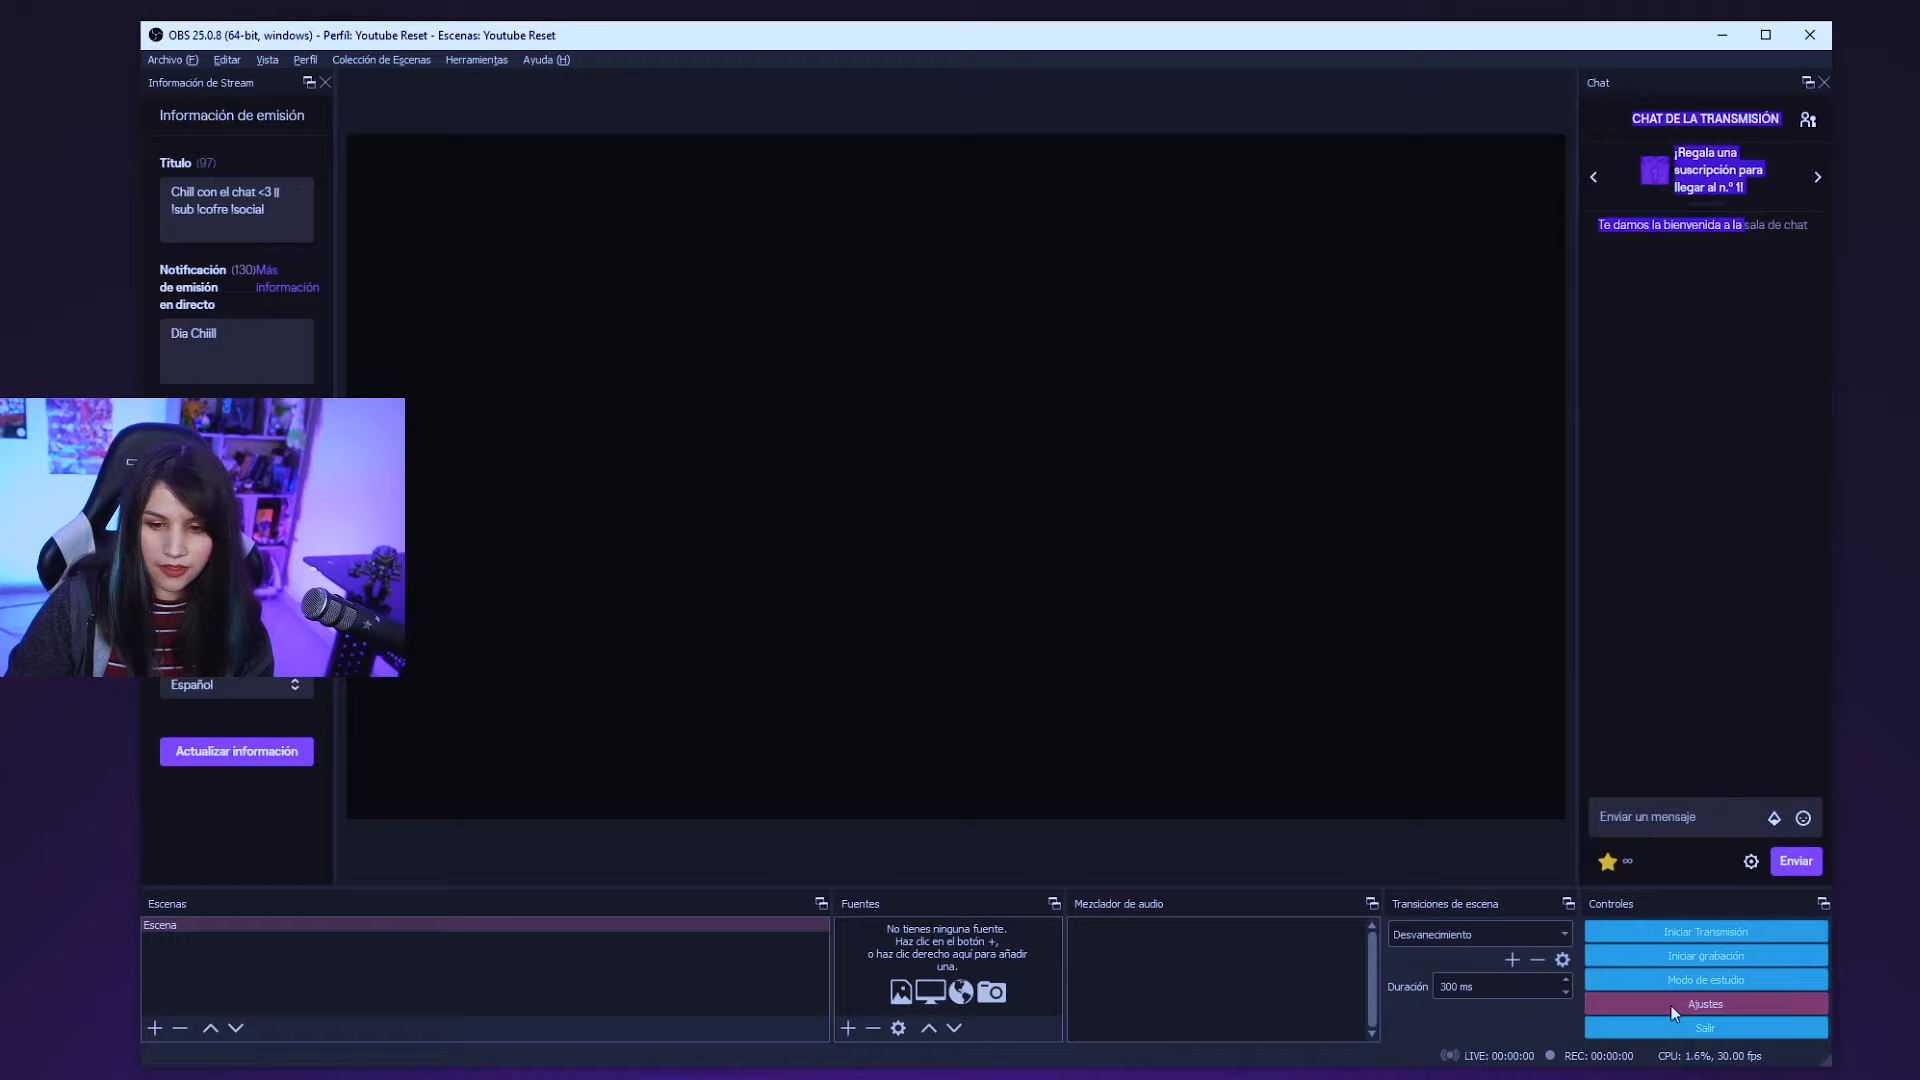 OBS 25.0.8 (64-bit, windows) - Perfil: Youtube Reset - Escenas: Youtube Reset
Archivo (F) Editar Vista Perfil Colección de Escenas Herramientas Ayuda (H)
Información de Stream
Información de emisión
Título (97)
Chill con el chat <3 ||
!sub !cofre !social
Notificación (130) Más
de emisión información
en directo
Dia Chiill
Español
Actualizar información
Chat
CHAT DE LA TRANSMISIÓN
¡Regala una
suscripción para
llegar al n.º 1!
Te damos la bienvenida a la sala de chat
Enviar un mensaje
∞
Enviar
Escenas
Escena
Fuentes
No tienes ninguna fuente.
Haz clic en el botón +,
o haz clic derecho aquí para añadir
una.
Mezclador de audio
Transiciones de escena
Desvanecimiento
Duración 300 ms
Controles
Iniciar Transmisión
Iniciar grabación
Modo de estudio
Ajustes
Salir
LIVE: 00:00:00 REC: 00:00:00 CPU: 1.6%, 30.00 fps